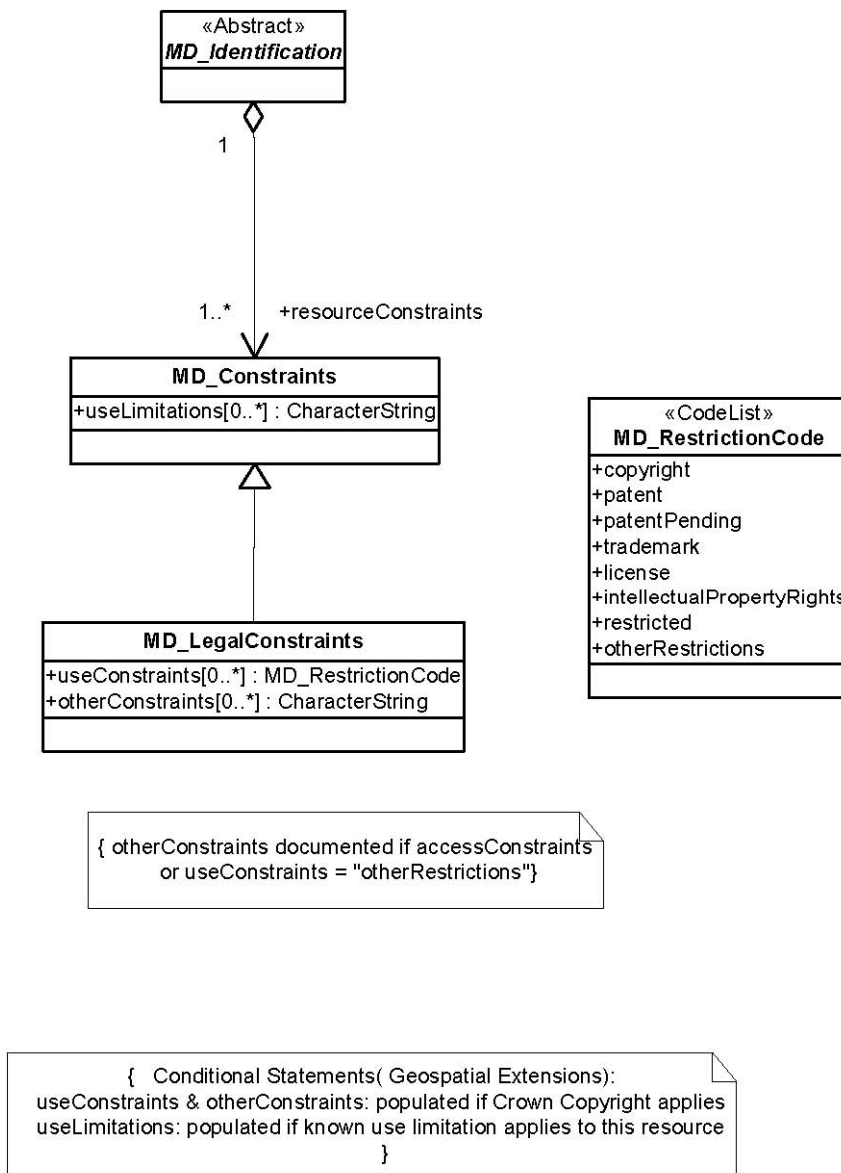 «Abstract»
MD_Identification
1
1..*
+resourceConstraints
MD_Constraints
+useLimitations[0..*] : CharacterString
«CodeList»
MD_RestrictionCode
+copyright
+patent
+patentPending
+trademark
+license
+intellectualPropertyRights
+restricted
+otherRestrictions
MD_LegalConstraints
+useConstraints[0..*] : MD_RestrictionCode
+otherConstraints[0..*] : CharacterString
{ otherConstraints documented if accessConstraints
or useConstraints = "otherRestrictions"}
{ Conditional Statements( Geospatial Extensions):
useConstraints & otherConstraints: populated if Crown Copyright applies
useLimitations: populated if known use limitation applies to this resource
}